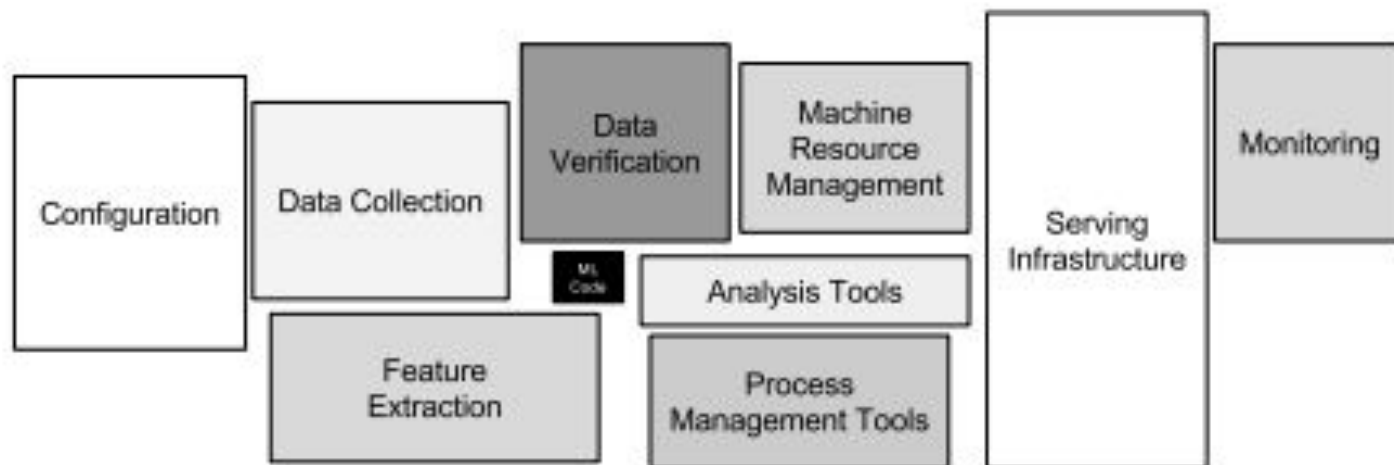 Configuration
Data Collection
Feature
Extraction
Data
Verification
ML
Code
Machine
Resource
Management
Analysis Tools
Process
Management Tools
Serving
Infrastructure
Monitoring